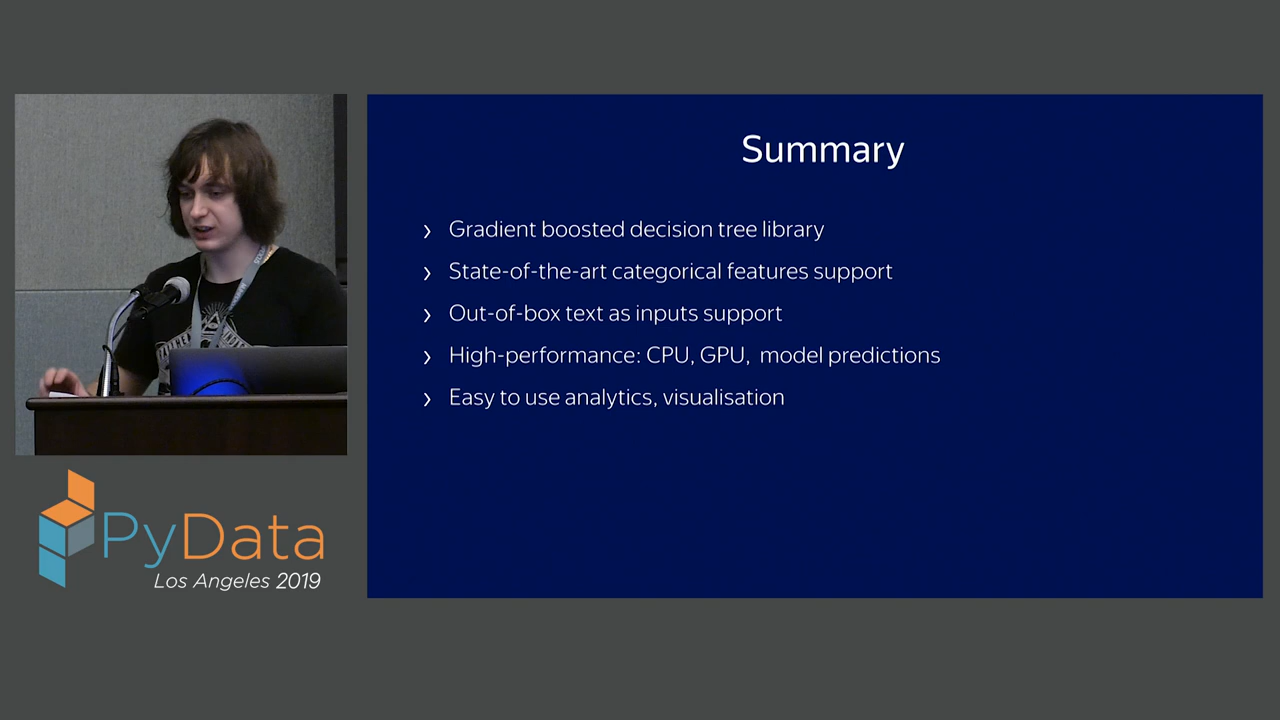 Summary
› Gradient boosted decision tree library
› State-of-the-art categorical features support
› Out-of-box text as inputs support
› High-performance: CPU, GPU, model predictions
› Easy to use analytics, visualisation
PyData
Los Angeles 2019